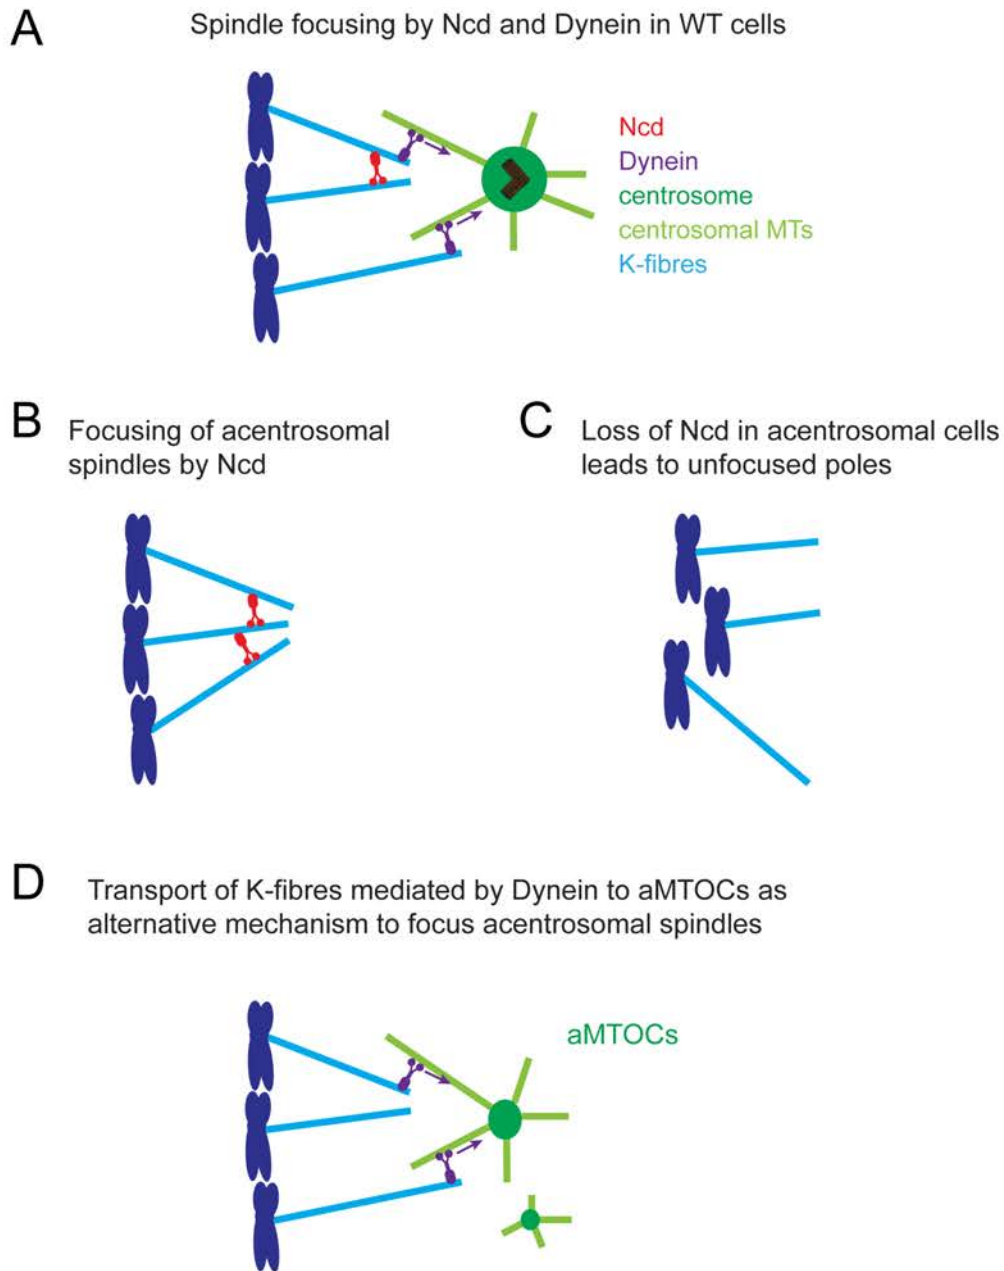 A
Spindle focusing by Ncd and Dynein in WT cells
Ncd
Dynein
centrosome
centrosomal MTs
K-fibres
B
Focusing of acentrosomal
spindles by Ncd
C
Loss of Ncd in acentrosomal cells
leads to unfocused poles
D
Transport of K-fibres mediated by Dynein to aMTOCs as
alternative mechanism to focus acentrosomal spindles
aMTOCs